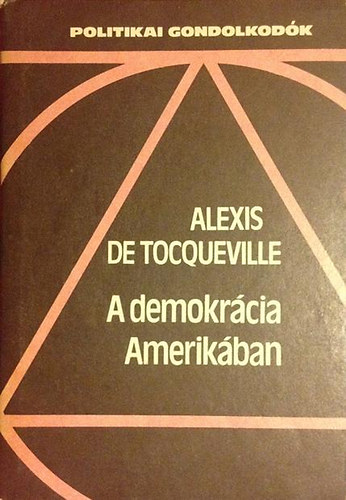 POLITIKAI GONDOLKODÓK
ALEXIS
DE TOCQUEVILLE
A demokrácia
Amerikában